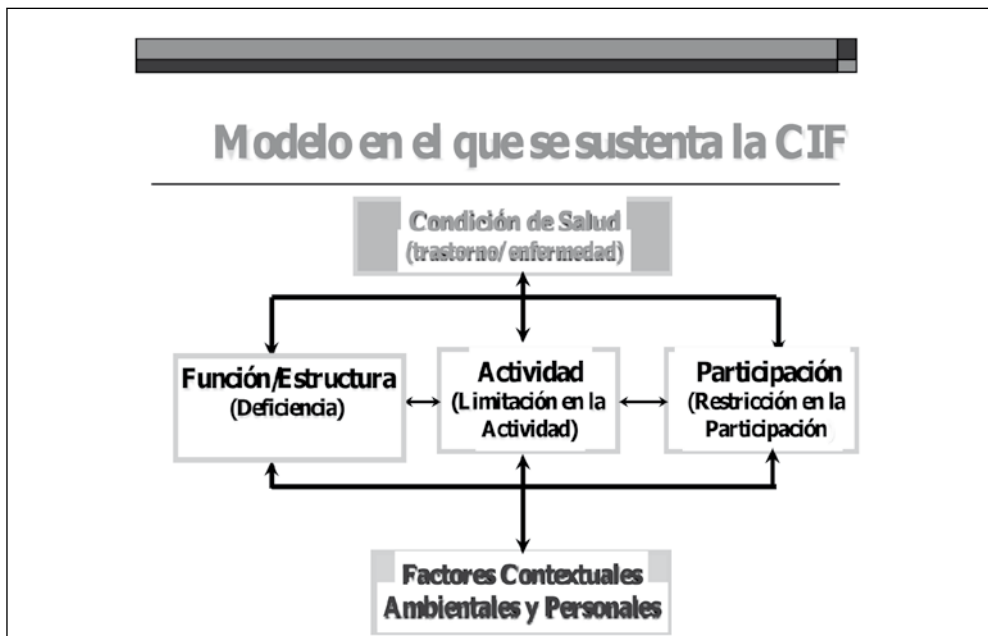 Modelo en el que se sustenta la CIF
Condición de Salud
(trastorno/enfermedad)
Función/Estructura
(Deficiencia)
Actividad
(Limitación en la
Actividad)
Participación
(Restricción en la
Participación
Factores Contextuales
Ambientales y Personales